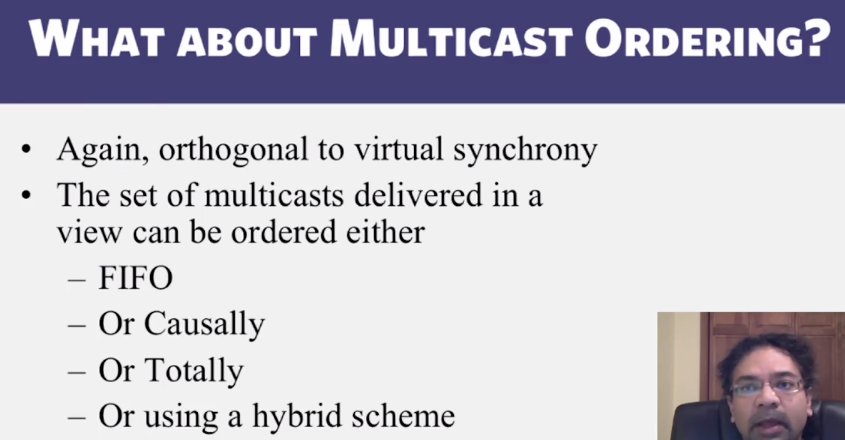 WHAT ABOUT MULTICAST ORDERING?
• Again, orthogonal to virtual synchrony
• The set of multicasts delivered in a
view can be ordered either
– FIFO
– Or Causally
– Or Totally
– Or using a hybrid scheme